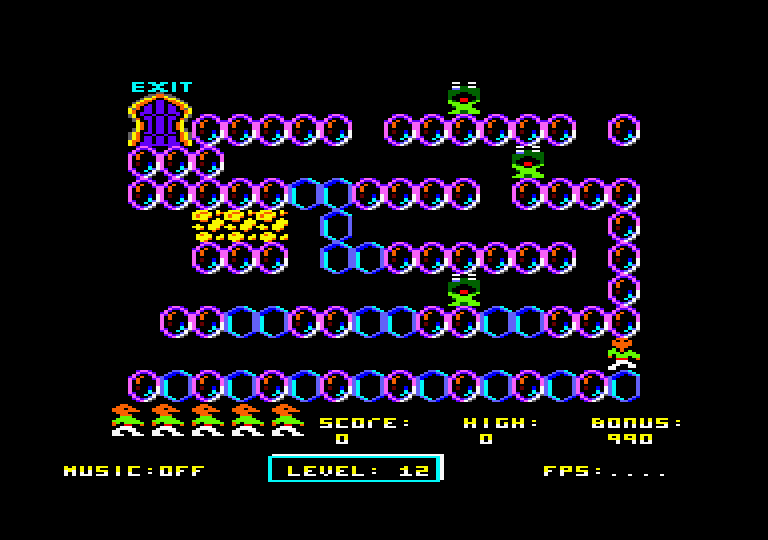 EXIT
SCORE: HIGH: BONUS:
0 0 990
MUSIC:OFF LEVEL: 12 FPS:....